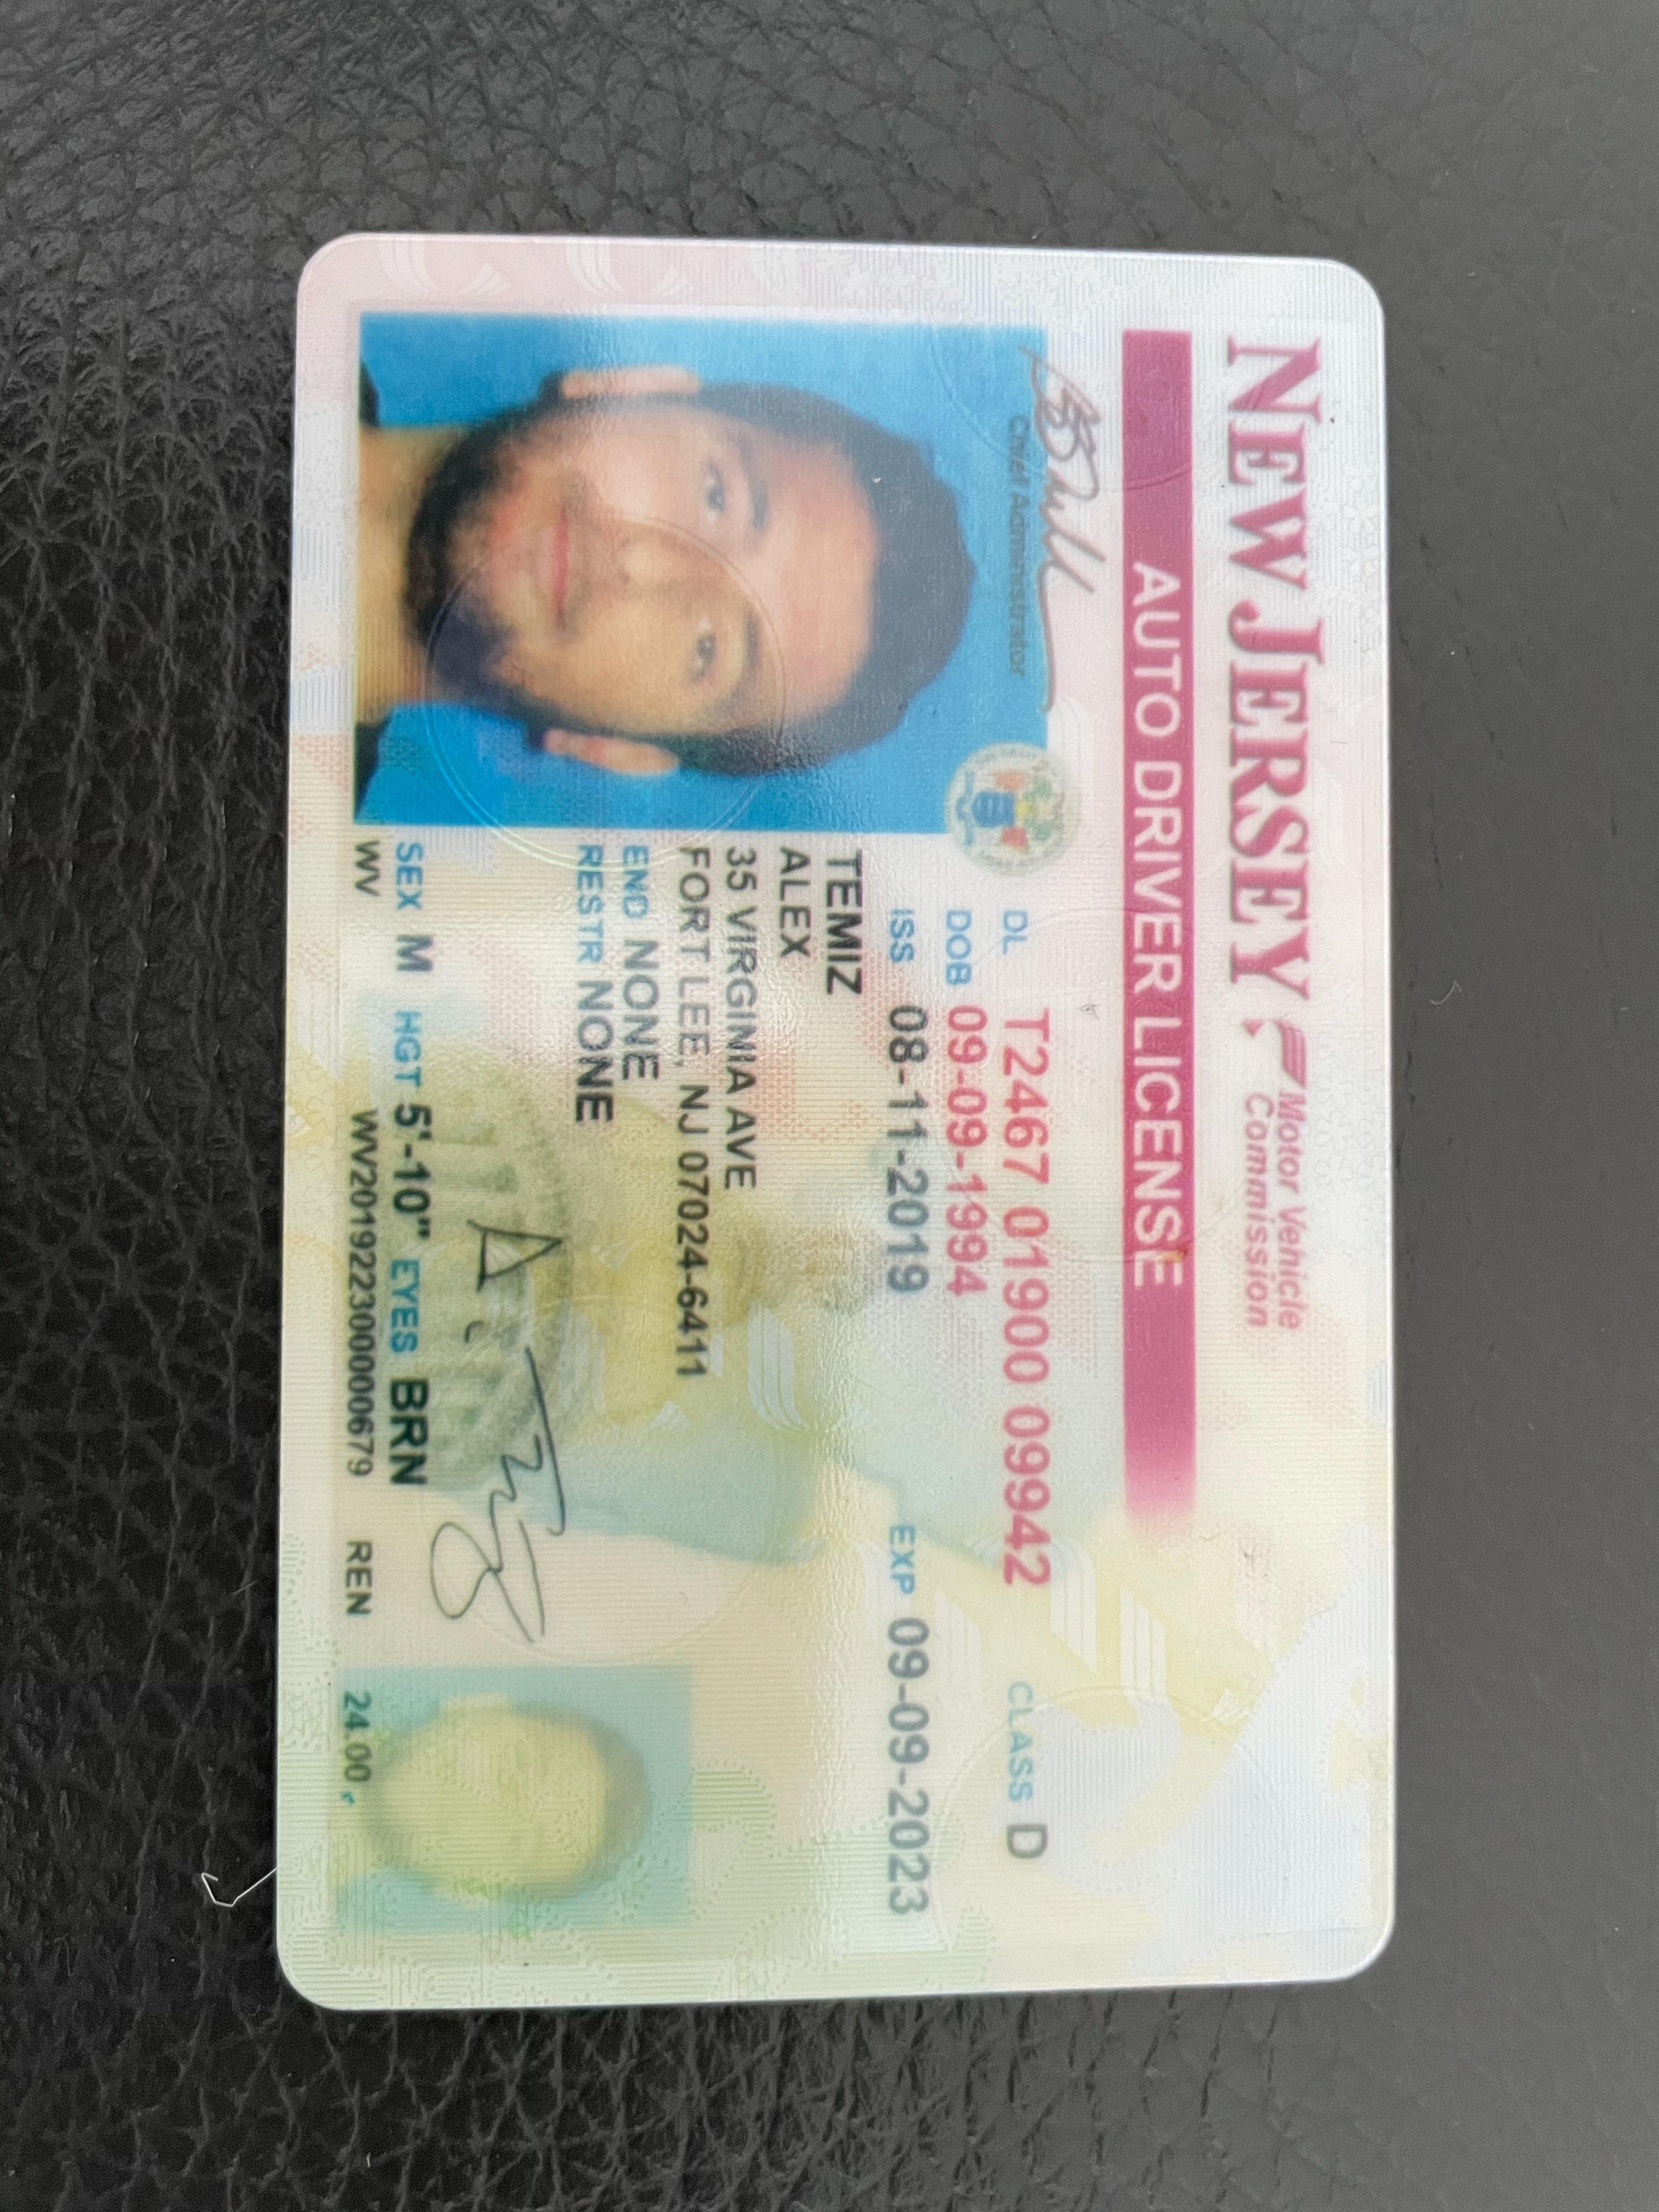 NEW JERSEY Motor Vehicle Commission
AUTO DRIVER LICENSE
Chief Administrator
DL T2467 01900 09942 CLASS D
DOB 09-09-1994
ISS 08-11-2019 EXP 09-09-2023
TEMIZ
ALEX
35 VIRGINIA AVE
FORT LEE, NJ 07024-6411
END NONE
RESTR NONE
SEX M HGT 5'-10" EYES BRN
WV WV20192230000679 REN 24.00